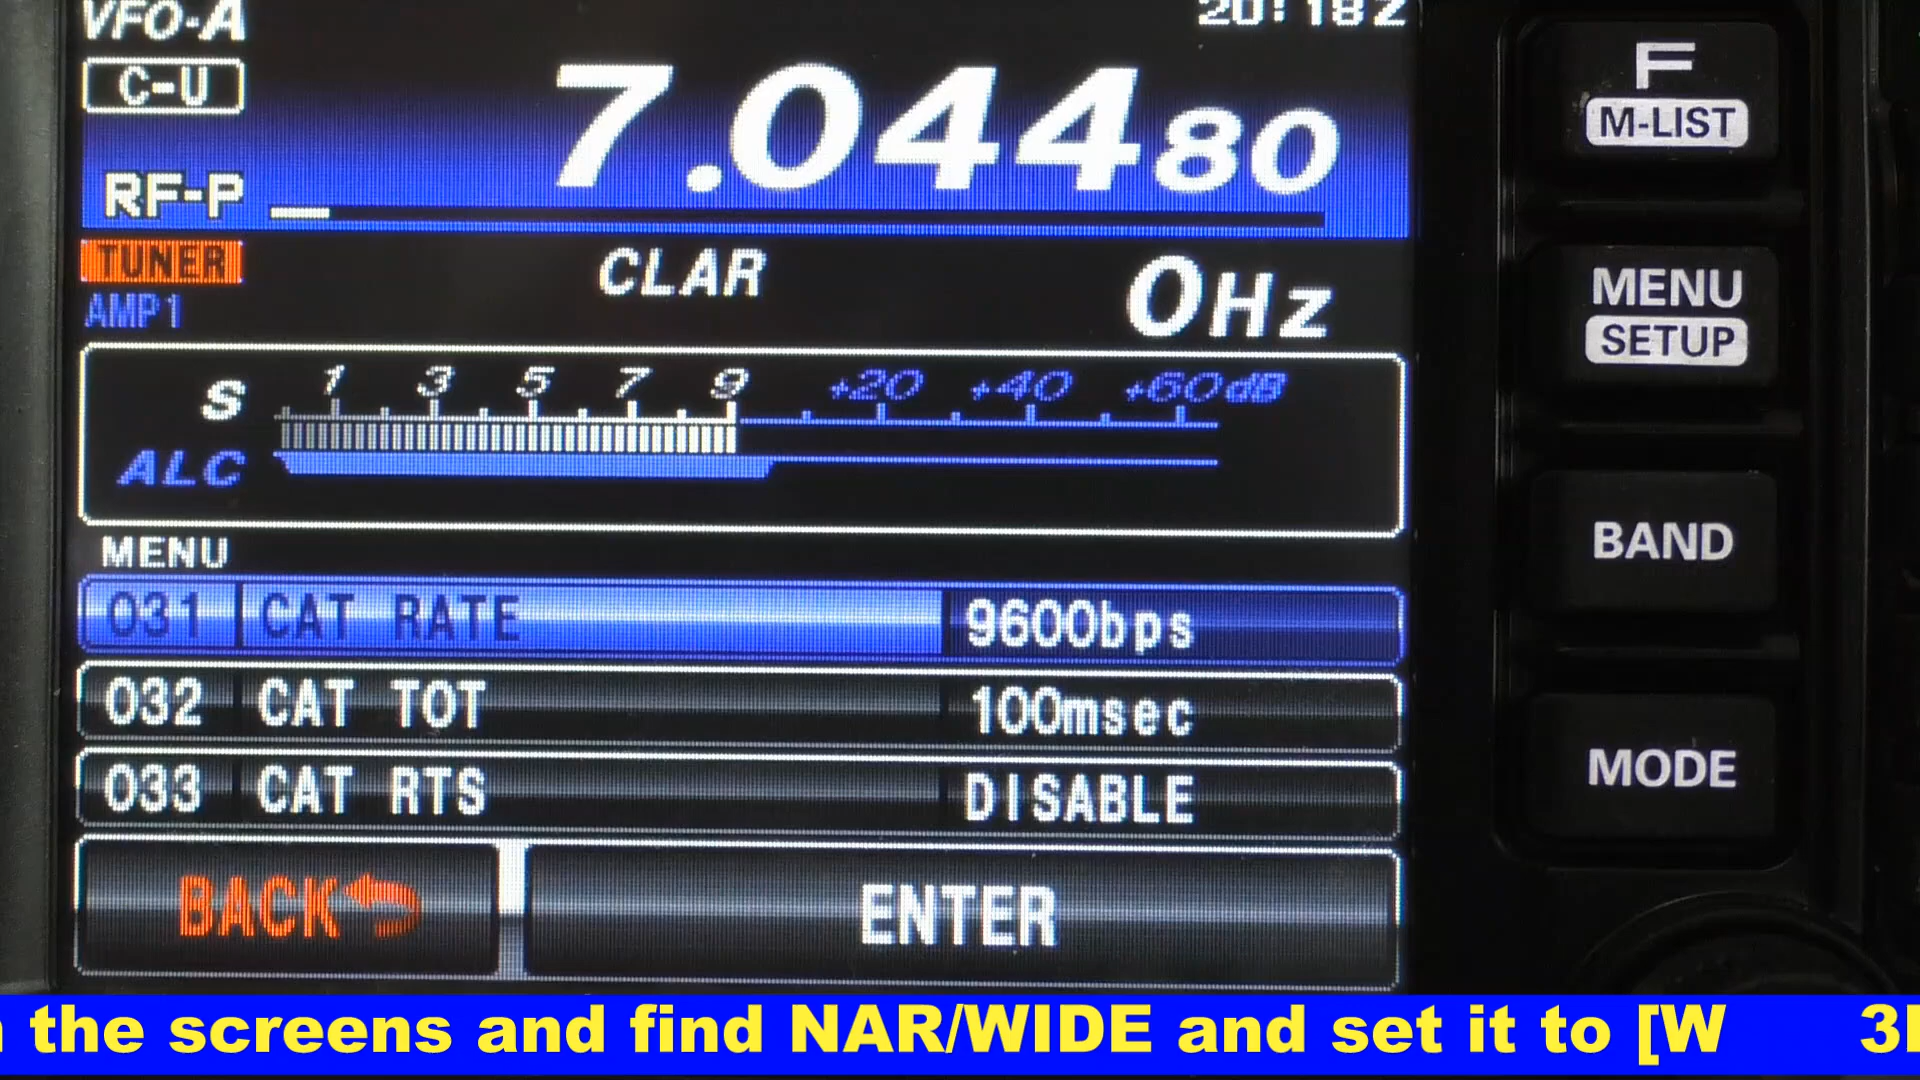 VFO-A
20:18Z
C-U
7.04480
RF-P
TUNER
CLAR
0Hz
AMP1
S 1 3 5 7 9 +20 +40 +60dB
ALC
MENU
031 CAT RATE 9600bps
032 CAT TOT 100msec
033 CAT RTS DISABLE
BACK
ENTER
F
M-LIST
MENU
SETUP
BAND
MODE
the screens and find NAR/WIDE and set it to [W